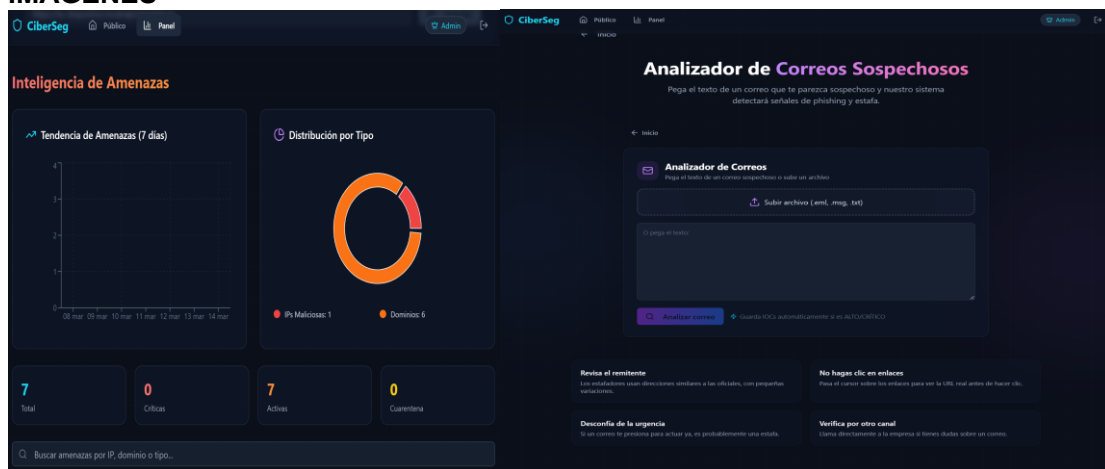 IMÁGENES
CiberSeg
Público
Panel
Admin
Inteligencia de Amenazas
Tendencia de Amenazas (7 días)
4
3
2
1
0
08 mar 09 mar 10 mar 11 mar 12 mar 13 mar 14 mar
Distribución por Tipo
IPs Maliciosas: 1
Dominios: 6
7
Total
0
Críticas
7
Activas
0
Cuarentena
Buscar amenazas por IP, dominio o tipo...
CiberSeg
Público
Panel
Admin
← Inicio
Analizador de Correos Sospechosos
Pega el texto de un correo que te parezca sospechoso y nuestro sistema
detectará señales de phishing y estafa.
← Inicio
Analizador de Correos
Pega el texto de un correo sospechoso o sube un archivo
Subir archivo (.eml, .msg, .txt)
O pega el texto:
Analizar correo
Guarda IOCs automáticamente si es ALTO/CRÍTICO
Revisa el remitente
Los estafadores usan direcciones similares a las oficiales, con pequeñas
variaciones.
No hagas clic en enlaces
Pasa el cursor sobre los enlaces para ver la URL real antes de hacer clic.
Desconfía de la urgencia
Si un correo te presiona para actuar ya, es probablemente una estafa.
Verifica por otro canal
Llama directamente a la empresa si tienes dudas sobre un correo.